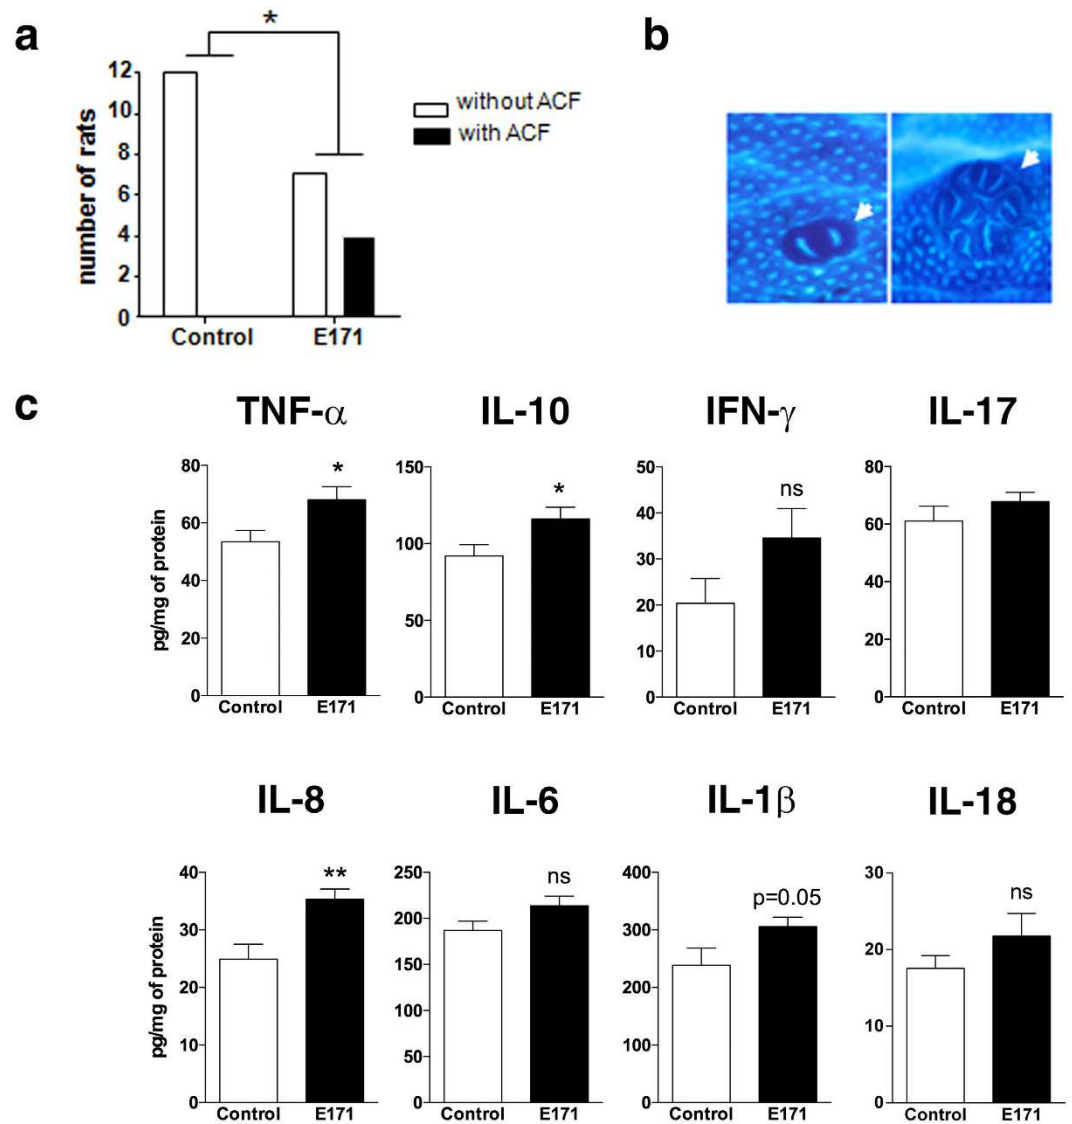 a
b
*
12
10
8
6
4
2
0
number of rats
without ACF
with ACF
Control E171
c
TNF-α IL-10 IFN-γ IL-17
pg/mg of protein
80
60
40
20
0
*
Control E171
150
100
50
0
*
Control E171
50
40
30
20
10
0
ns
Control E171
80
60
40
20
0
Control E171
IL-8 IL-6 IL-1β IL-18
pg/mg of protein
40
30
20
10
0
**
Control E171
250
200
150
100
50
0
ns
Control E171
400
300
200
100
0
p=0.05
Control E171
30
20
10
0
ns
Control E171